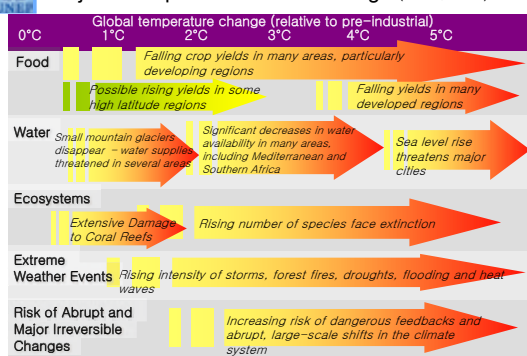 UNEP
Global temperature change (relative to pre-industrial)
0°C 1°C 2°C 3°C 4°C 5°C
Food
Falling crop yields in many areas, particularly
developing regions
Possible rising yields in some
high latitude regions
Falling yields in many
developed regions
Water
Small mountain glaciers
disappear – water supplies
threatened in several areas
Significant decreases in water
availability in many areas,
including Mediterranean and
Southern Africa
Sea level rise
threatens major
cities
Ecosystems
Extensive Damage
to Coral Reefs
Rising number of species face extinction
Extreme
Weather Events
Rising intensity of storms, forest fires, droughts, flooding and heat
waves
Risk of Abrupt and
Major Irreversible
Changes
Increasing risk of dangerous feedbacks and
abrupt, large-scale shifts in the climate
system